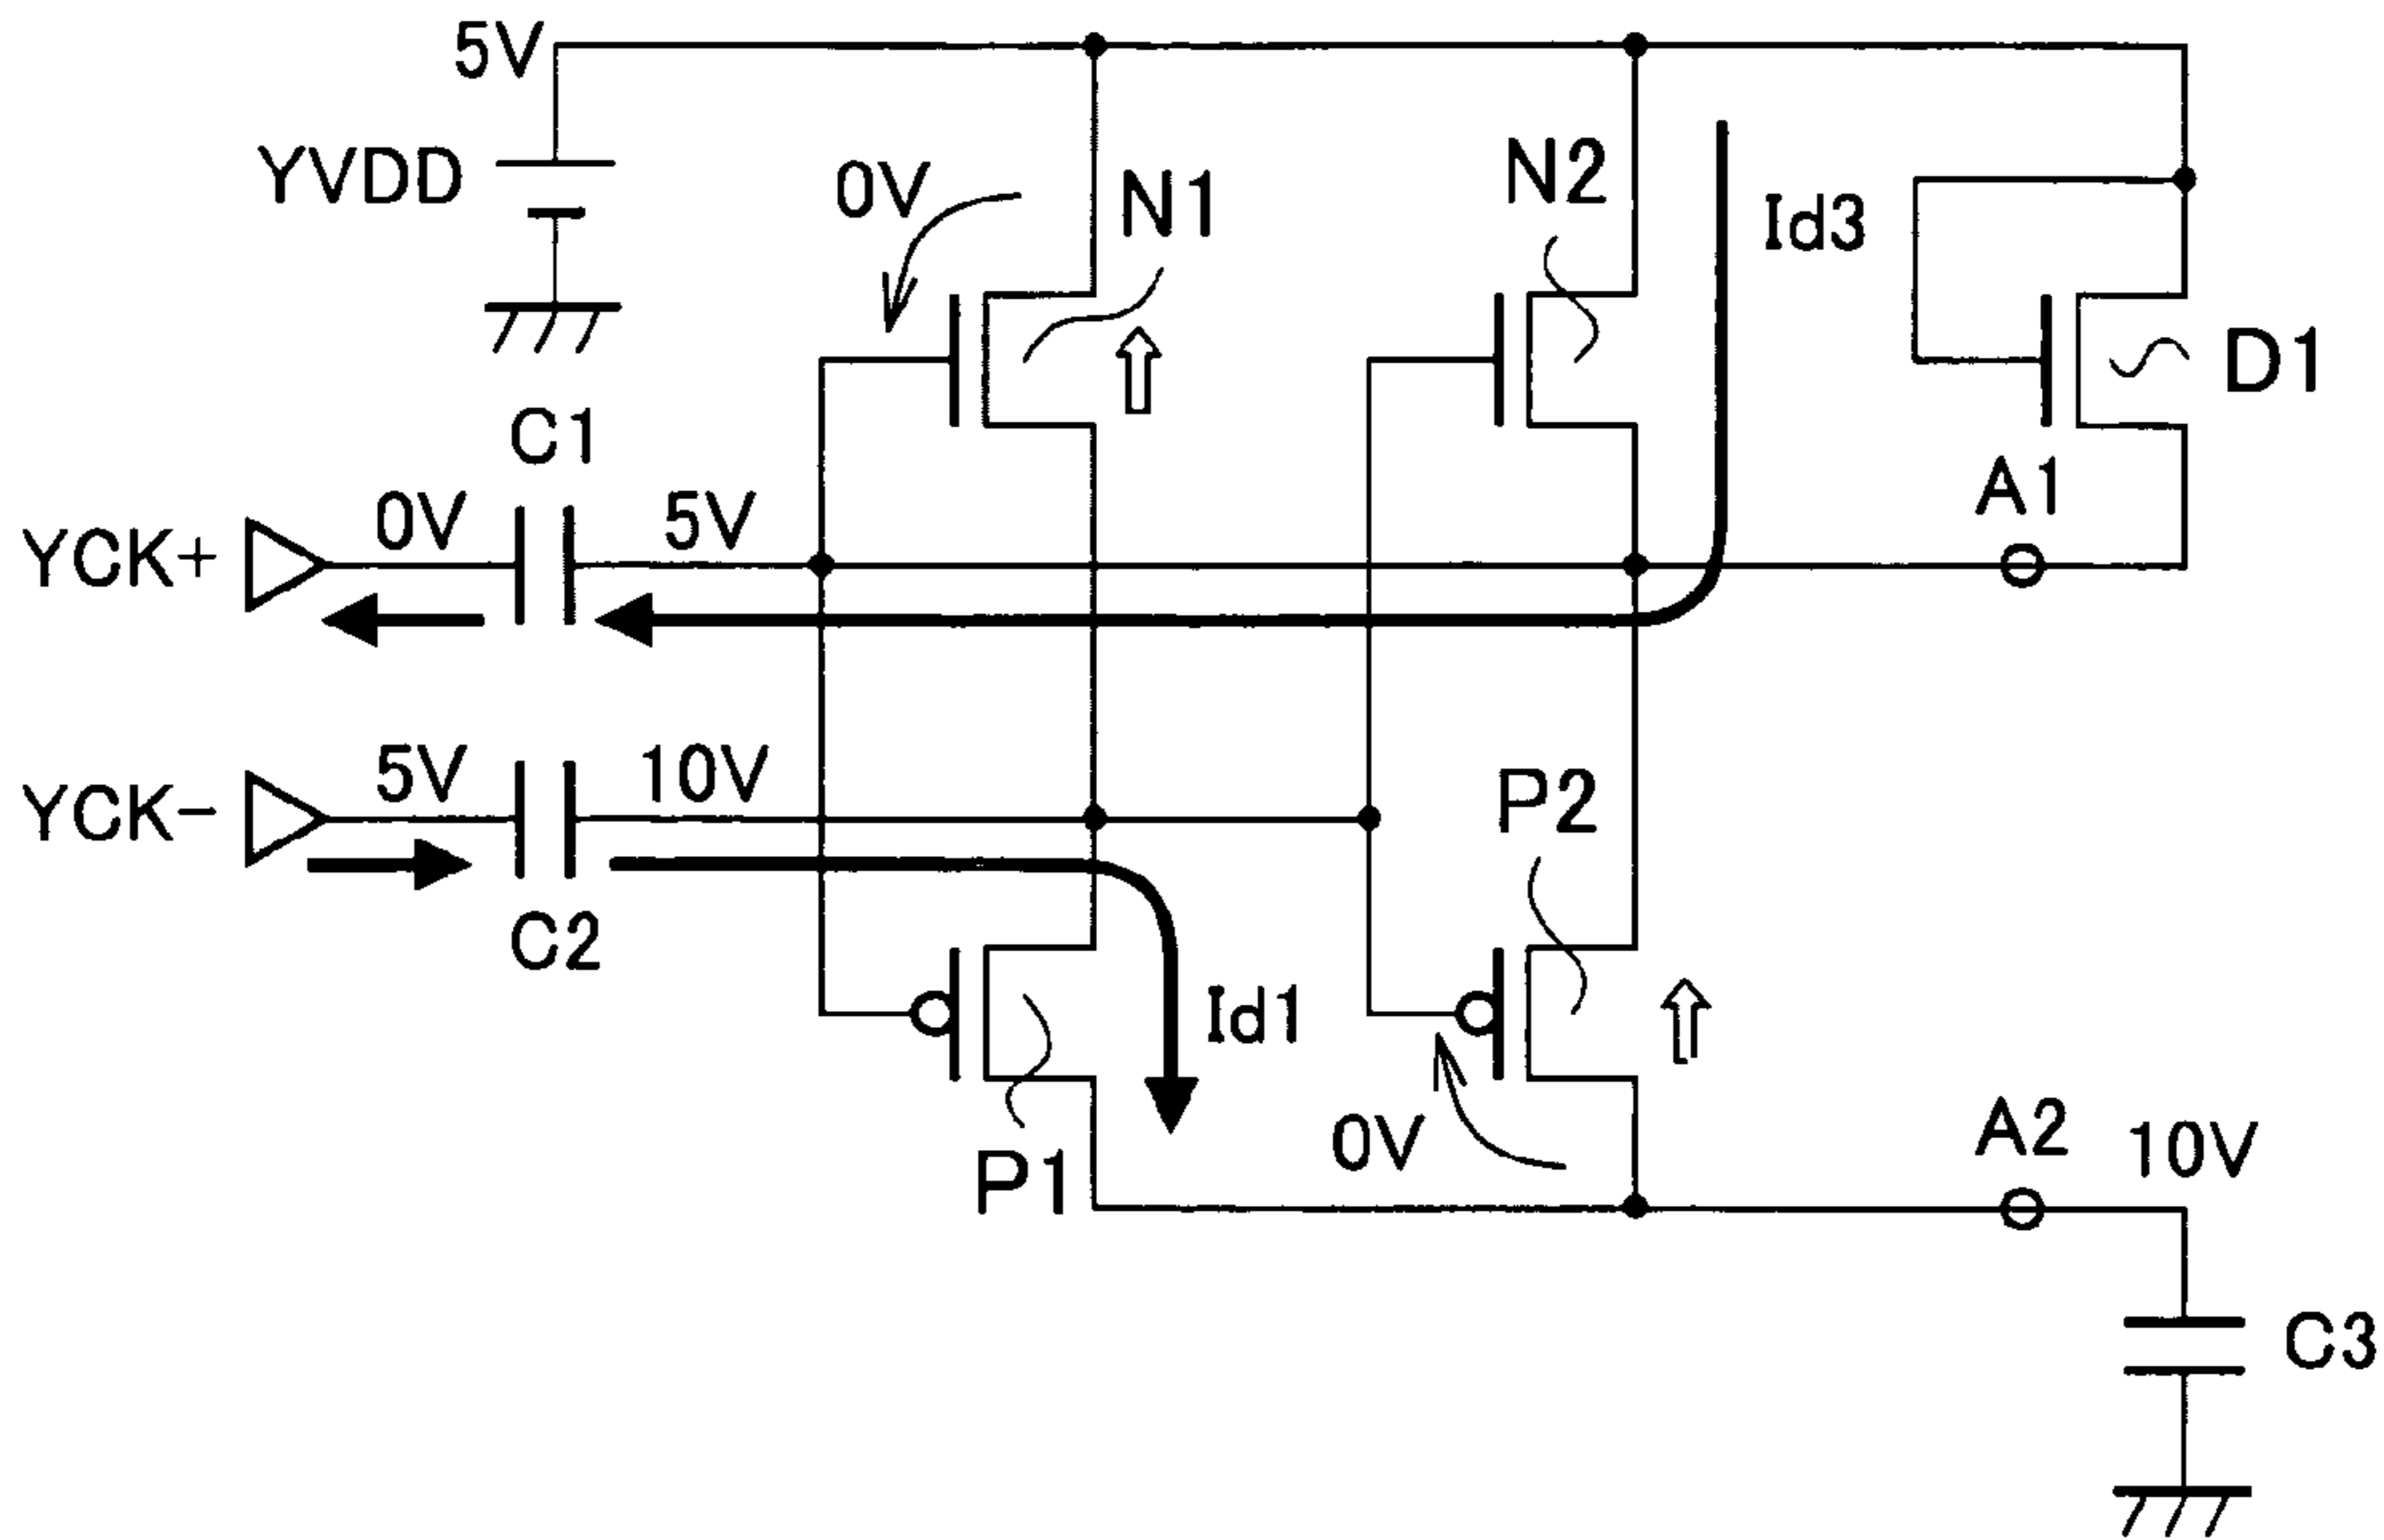 5V
YVDD
0V
N1
N2
Id3
D1
C1
A1
YCK+
0V
5V
YCK-
5V
10V
P2
C2
Id1
0V
A2
10V
P1
C3